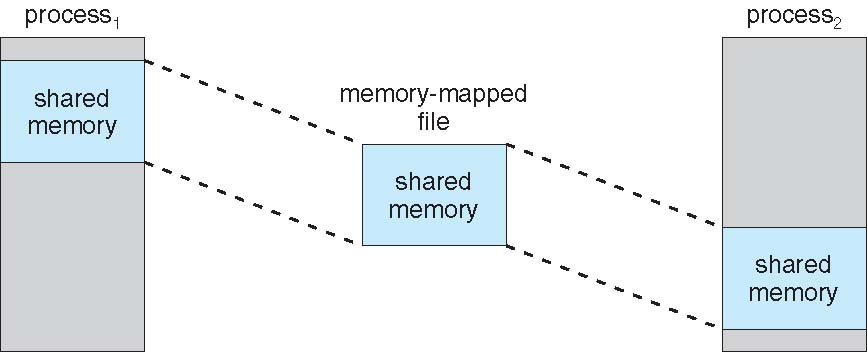 process₁
process₂
shared
memory
memory-mapped
file
shared
memory
shared
memory